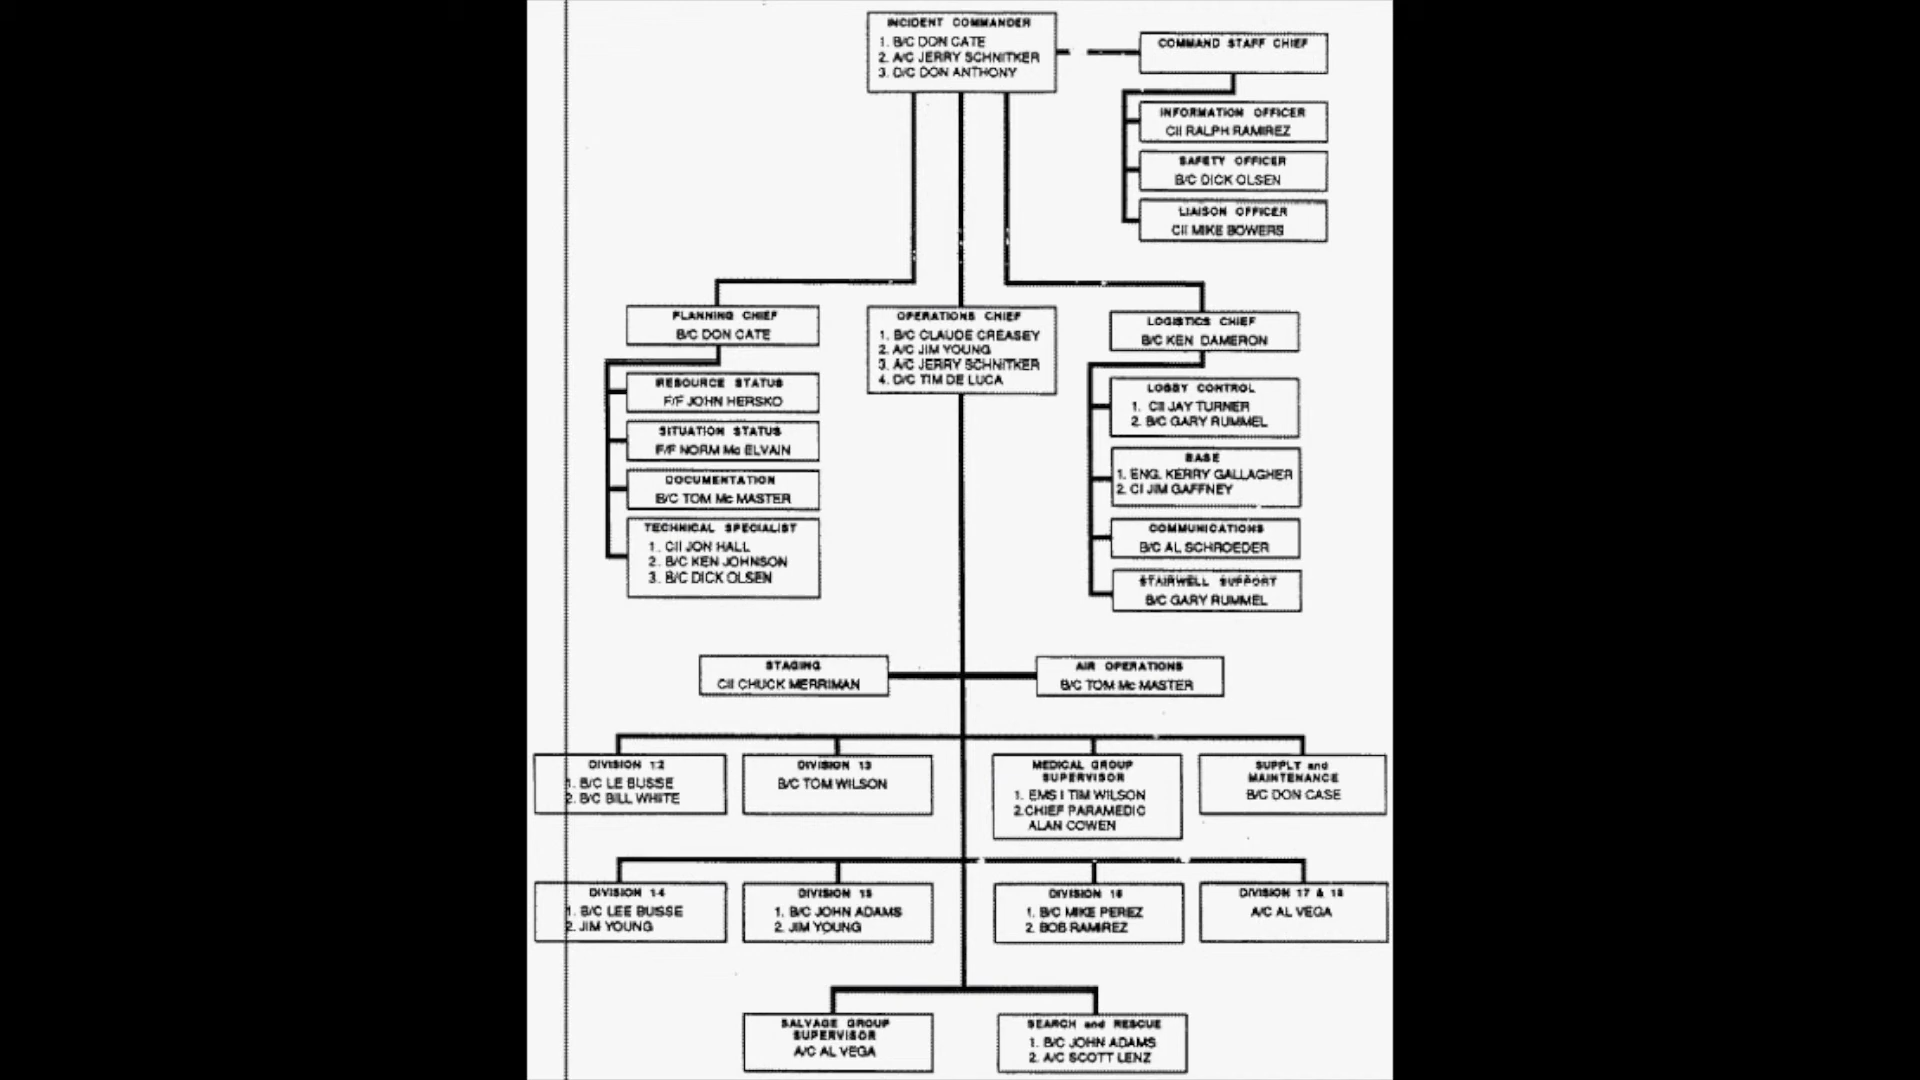 INCIDENT COMMANDER
1. B/C DON CATE
2. A/C JERRY SCHNITKER
3. D/C DON ANTHONY
COMMAND STAFF CHIEF
INFORMATION OFFICER
CII RALPH RAMIREZ
SAFETY OFFICER
B/C DICK OLSEN
LIAISON OFFICER
CII MIKE BOWERS
PLANNING CHIEF
B/C DON CATE
RESOURCE STATUS
F/F JOHN HERSKO
SITUATION STATUS
F/F NORM Mc ELVAIN
DOCUMENTATION
B/C TOM Mc MASTER
TECHNICAL SPECIALIST
1. CII JON HALL
2. B/C KEN JOHNSON
3. B/C DICK OLSEN
OPERATIONS CHIEF
1. B/C CLAUDE CREASEY
2. A/C JIM YOUNG
3. A/C JERRY SCHNITKER
4. D/C TIM DE LUCA
LOGISTICS CHIEF
B/C KEN DAMERON
LOBBY CONTROL
1. CII JAY TURNER
2. B/C GARY RUMMEL
BASE
1. ENG. KERRY GALLAGHER
2. CI JIM GAFFNEY
COMMUNICATIONS
B/C AL SCHROEDER
STAIRWELL SUPPORT
B/C GARY RUMMEL
STAGING
CII CHUCK MERRIMAN
AIR OPERATIONS
B/C TOM Mc MASTER
DIVISION 12
1. B/C LE BUSSE
2. B/C BILL WHITE
DIVISION 13
B/C TOM WILSON
MEDICAL GROUP
SUPERVISOR
1. EMS I TIM WILSON
2.CHIEF PARAMEDIC
ALAN COWEN
SUPPLT and
MAINTENANCE
B/C DON CASE
DIVISION 14
1. B/C LEE BUSSE
2. JIM YOUNG
DIVISION 15
1. B/C JOHN ADAMS
2. JIM YOUNG
DIVISION 16
1. B/C MIKE PEREZ
2. BOB RAMIREZ
DIVISION 17 & 18
A/C AL VEGA
SALVAGE GROUP
SUPERVISOR
A/C AL VEGA
SEARCH and RESCUE
1. B/C JOHN ADAMS
2. A/C SCOTT LENZ